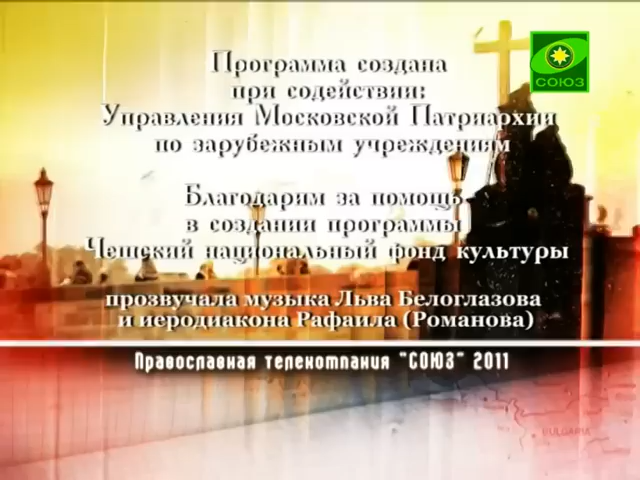 СОЮЗ
Программа создана
при содействии:
Управления Московской Патриархии
по зарубежным учреждениям
Благодарим за помощь
в создании программы
Чешский национальный фонд культуры
прозвучала музыка Льва Белоглазова
и иеродиакона Рафаила (Романова)
Православная телекомпания "СОЮЗ" 2011
BULGARIA